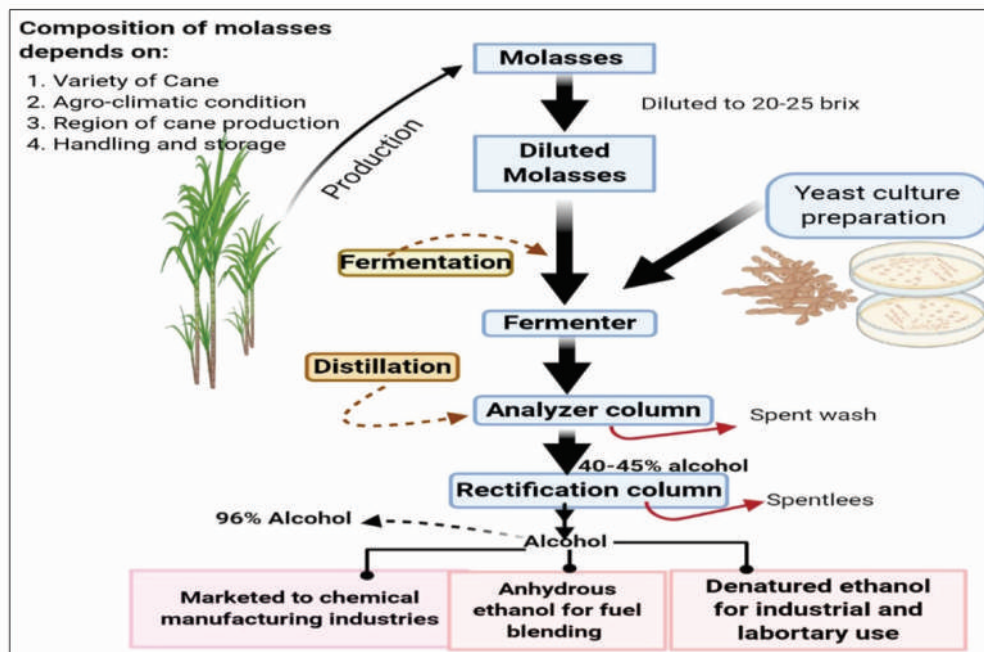 Composition of molasses
depends on:
1. Variety of Cane
2. Agro-climatic condition
3. Region of cane production
4. Handling and storage
Production
Molasses
Diluted to 20-25 brix
Diluted
Molasses
Yeast culture
preparation
Fermentation
Fermenter
Distillation
Analyzer column
Spent wash
40-45% alcohol
Rectification column
Spentlees
96% Alcohol
Alcohol
Marketed to chemical
manufacturing industries
Anhydrous
ethanol for fuel
blending
Denatured ethanol
for industrial and
labortary use